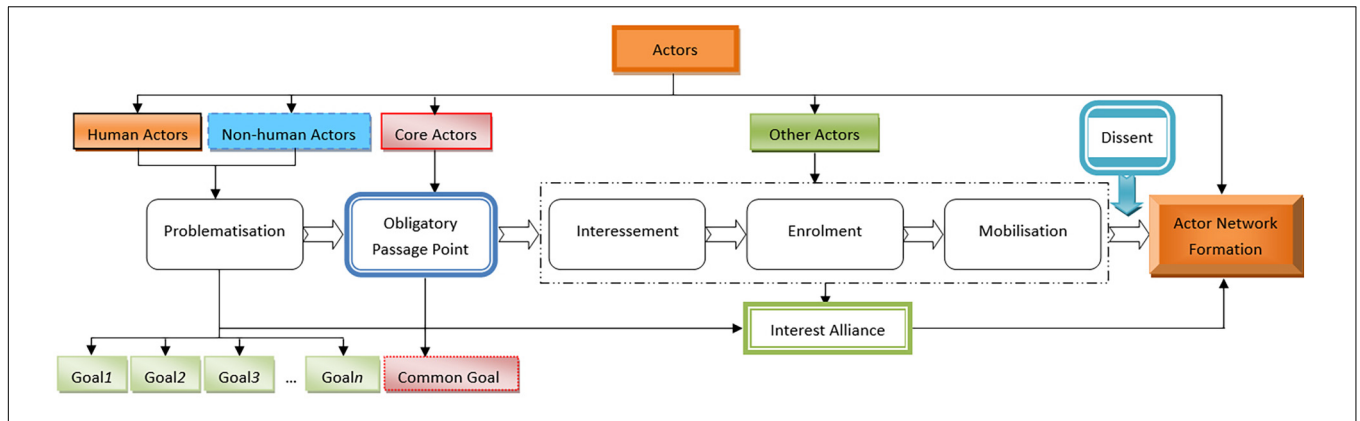 Actors
Human Actors
Non-human Actors
Core Actors
Other Actors
Dissent
Problematisation
Obligatory
Passage Point
Interessement
Enrolment
Mobilisation
Actor Network
Formation
Interest Alliance
Goal1
Goal2
Goal3
...
Goaln
Common Goal